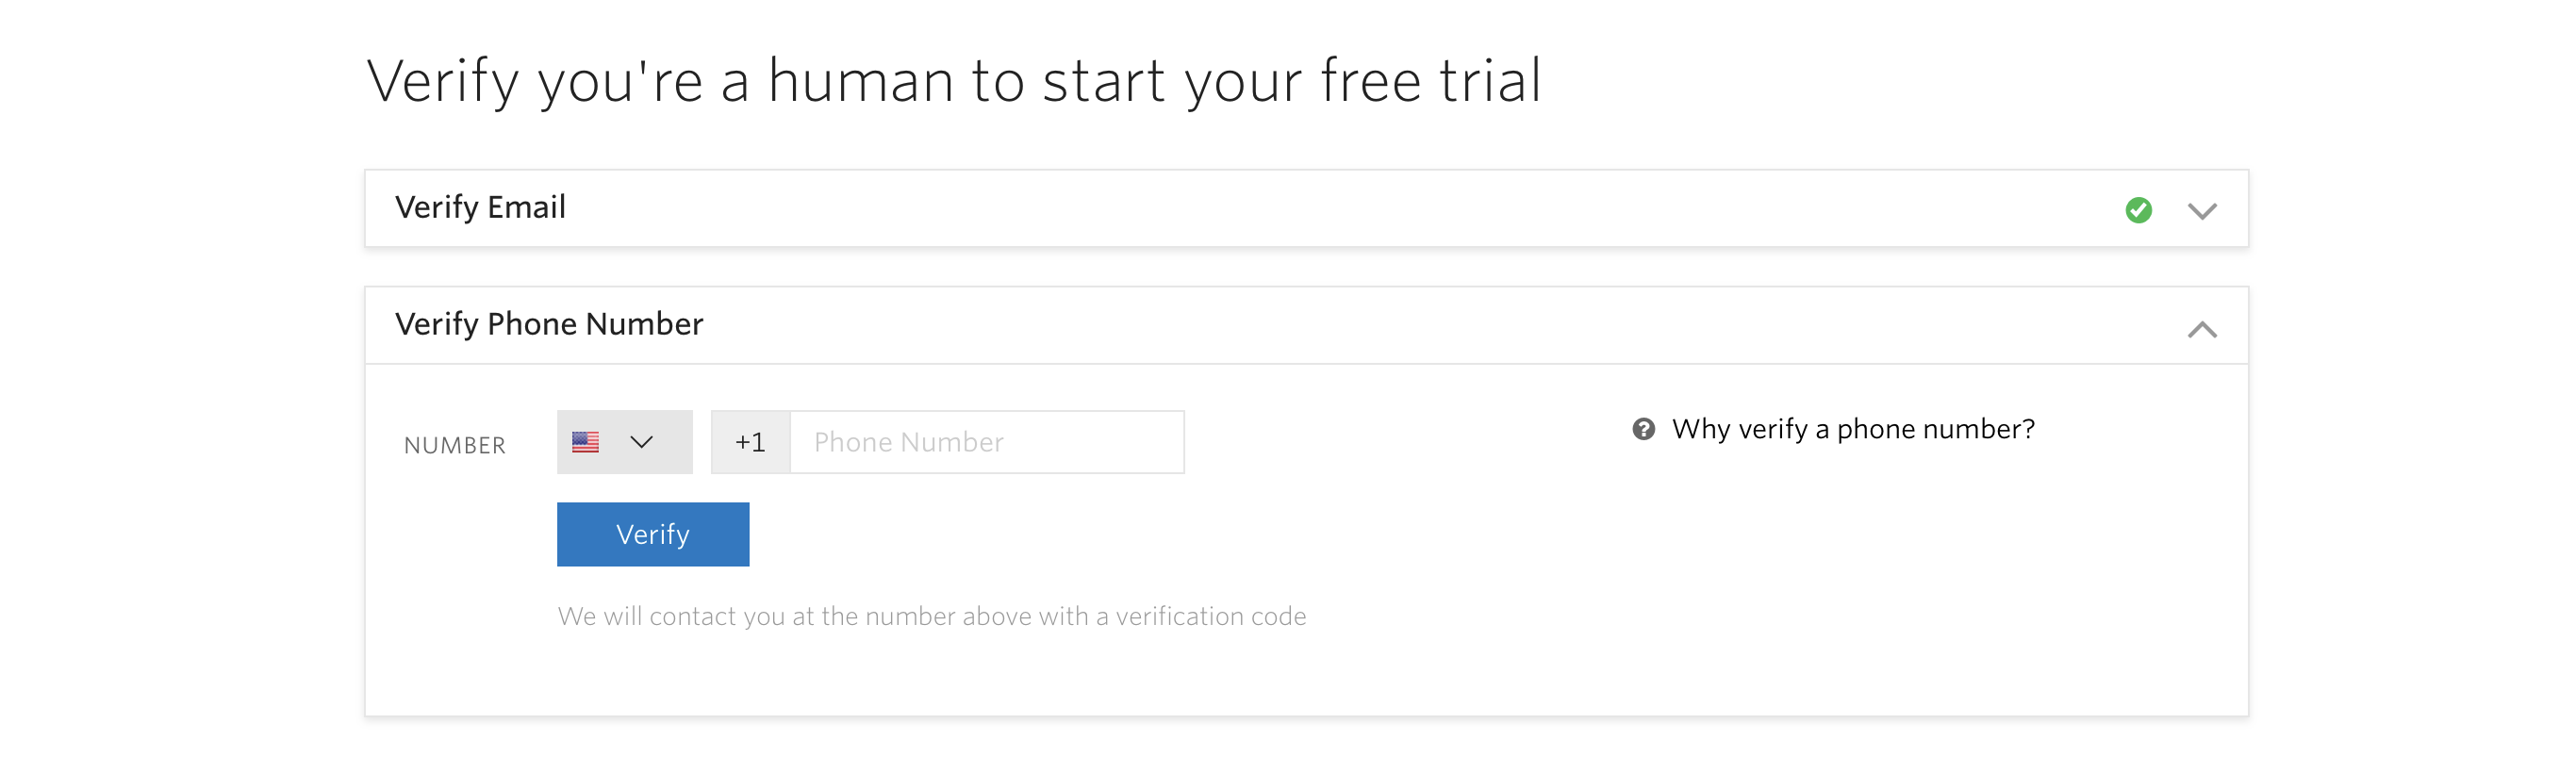 Verify you're a human to start your free trial
Verify Email
Verify Phone Number
NUMBER
+1
Phone Number
Why verify a phone number?
Verify
We will contact you at the number above with a verification code